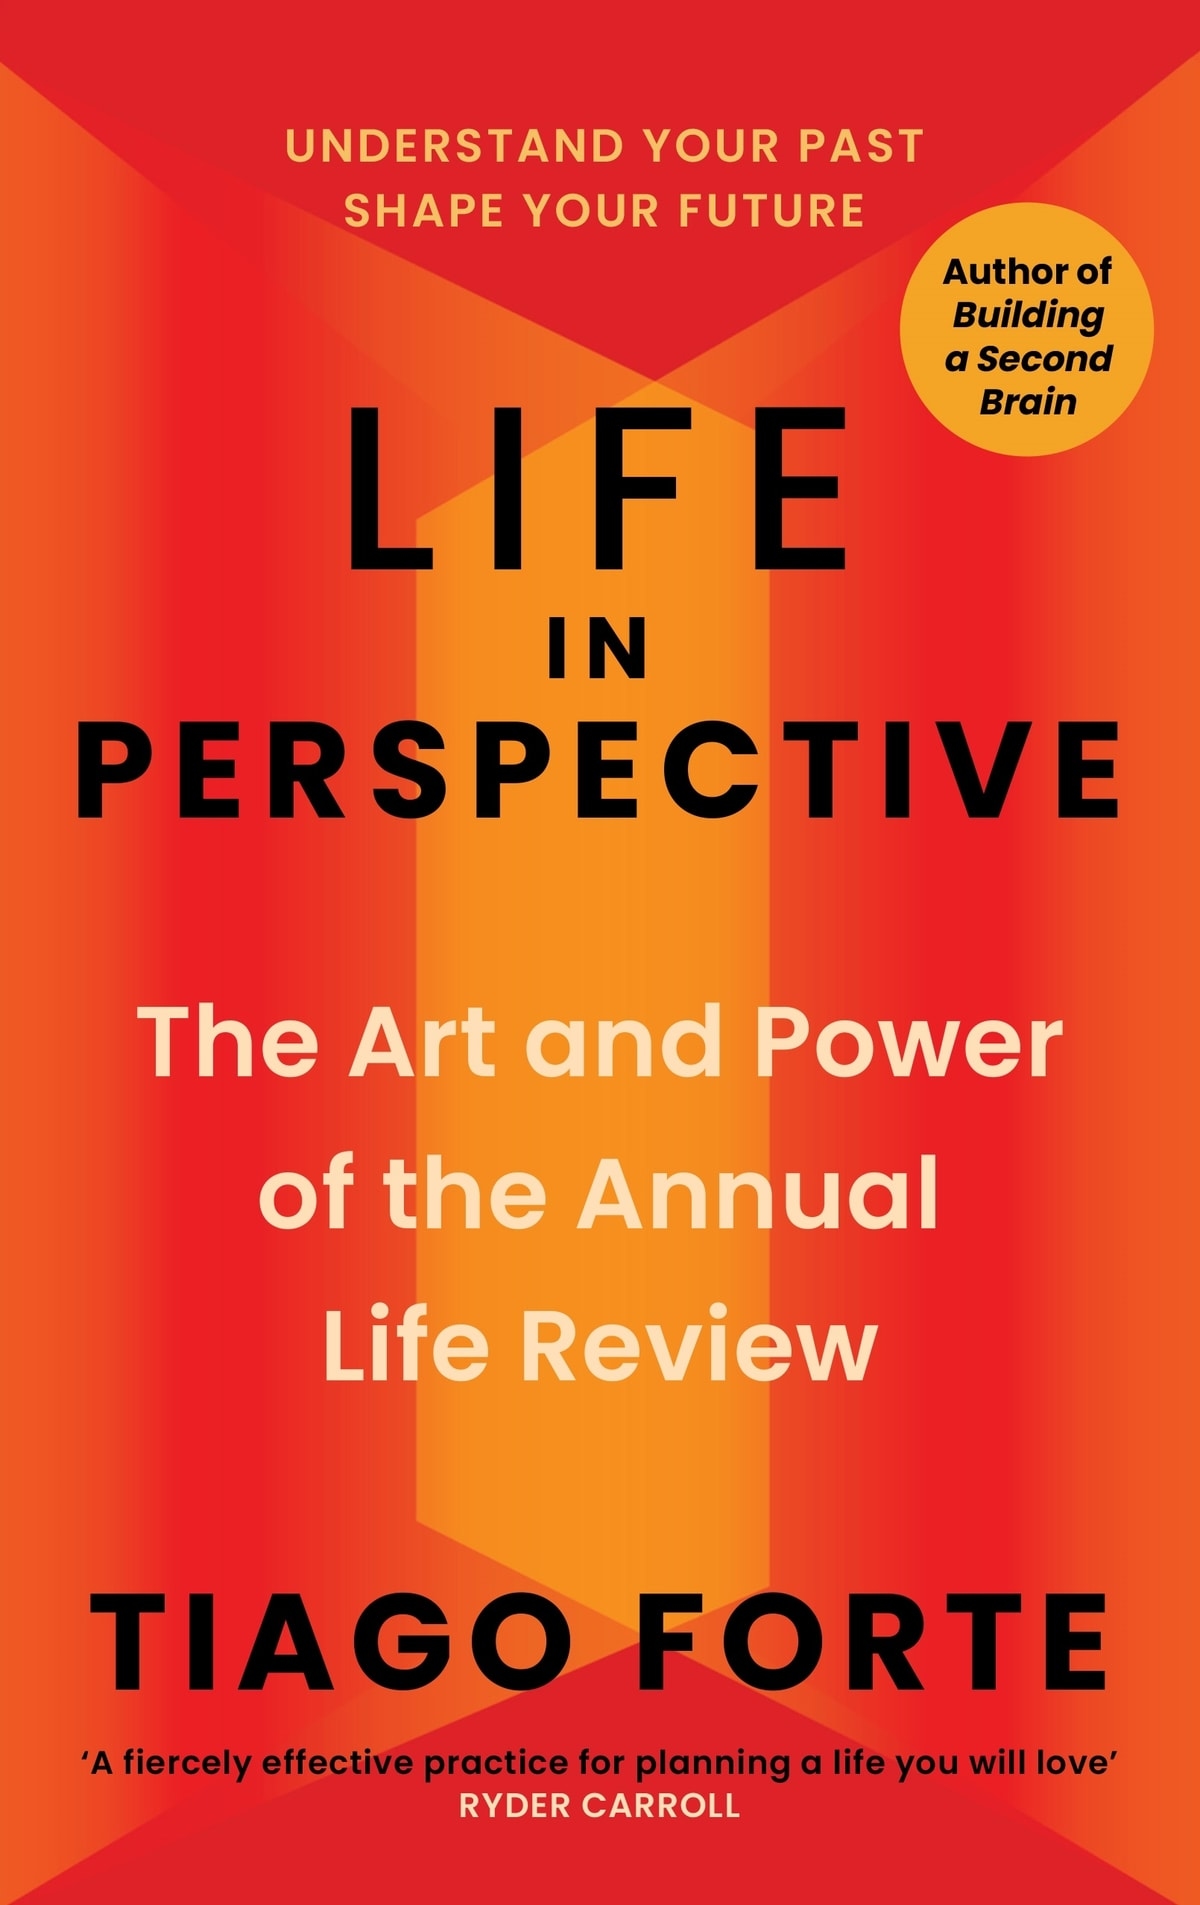 UNDERSTAND YOUR PAST
SHAPE YOUR FUTURE
Author of
Building
a Second
Brain
LIFE
IN
PERSPECTIVE
The Art and Power
of the Annual
Life Review
TIAGO FORTE
‘A fiercely effective practice for planning a life you will love’
RYDER CARROLL